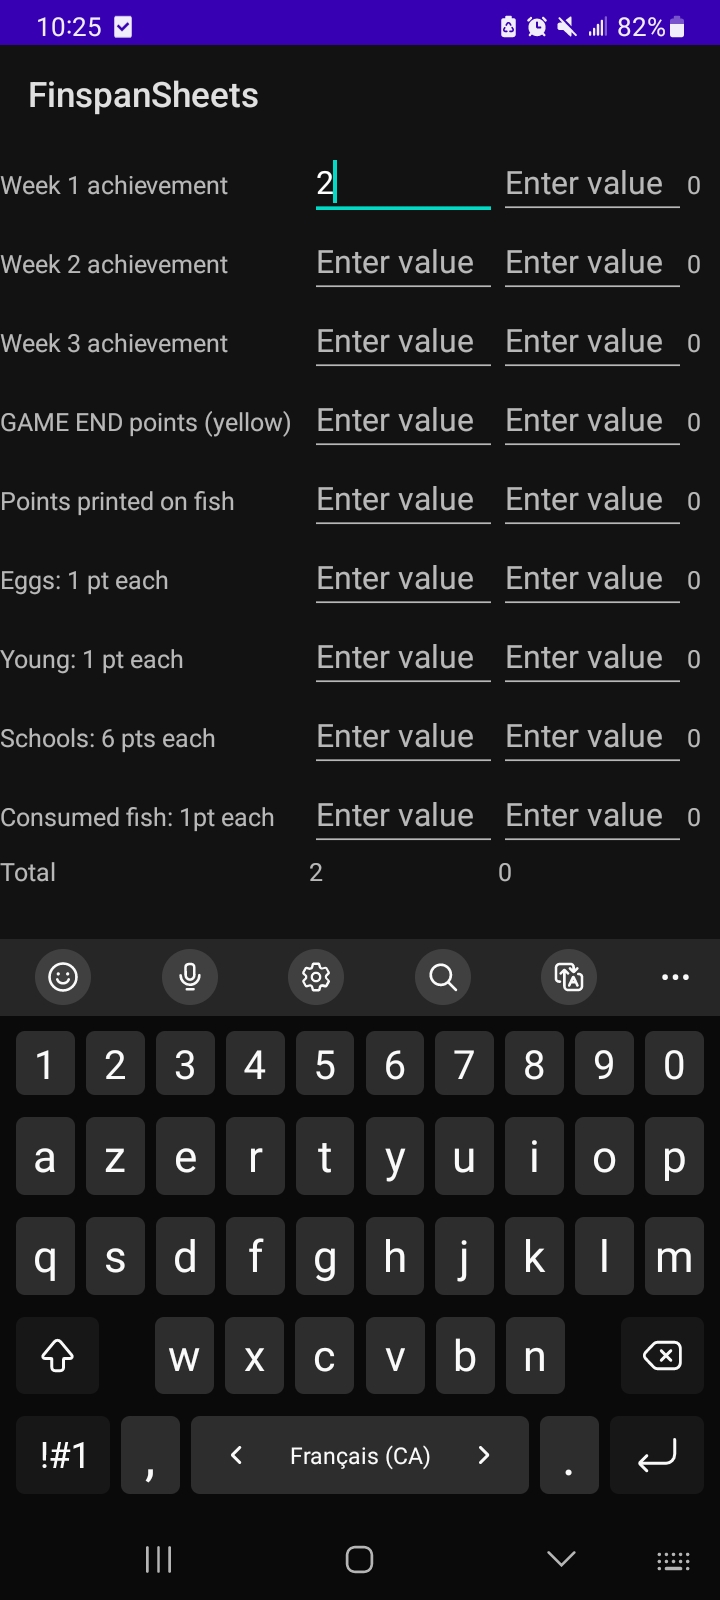 10:25 82%
FinspanSheets
Week 1 achievement 2 Enter value 0
Week 2 achievement Enter value Enter value 0
Week 3 achievement Enter value Enter value 0
GAME END points (yellow) Enter value Enter value 0
Points printed on fish Enter value Enter value 0
Eggs: 1 pt each Enter value Enter value 0
Young: 1 pt each Enter value Enter value 0
Schools: 6 pts each Enter value Enter value 0
Consumed fish: 1pt each Enter value Enter value 0
Total 2 0
1 2 3 4 5 6 7 8 9 0
a z e r t y u i o p
q s d f g h j k l m
w x c v b n
!#1 , < Français (CA) > .